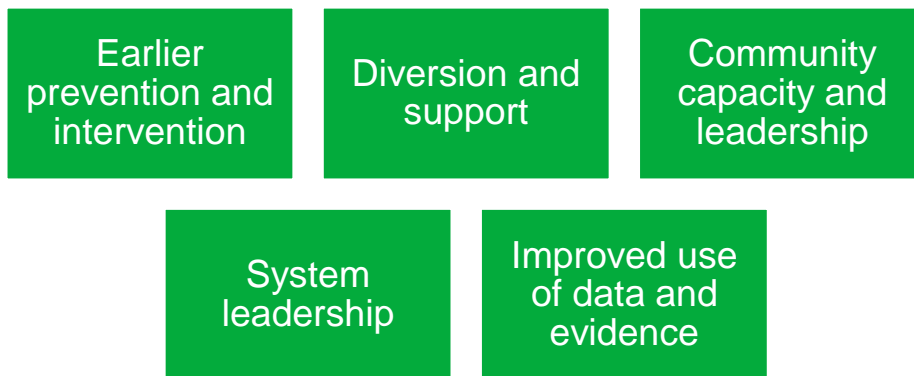 Earlier
prevention and
intervention
Diversion and
support
Community
capacity and
leadership
System
leadership
Improved use
of data and
evidence